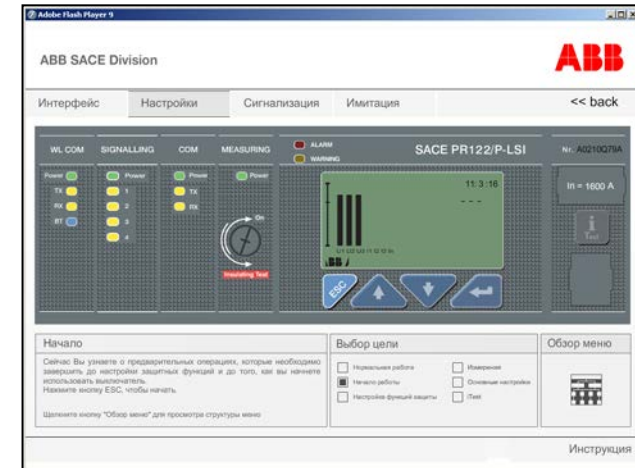 Adobe Flash Player 9
ABB SACE Division
ABB
Интерфейс Настройки Сигнализация Имитация << back
WL COM SIGNALLING COM MEASURING ALARM WARNING SACE PR122/P-LSI Nr. A0210Q79A
Power Power Power Power
TX 1 TX
RX 2 RX
BT 3
4
On
Insulating Test
11:3:16
- - -
ABB
ESC
In = 1600 A
i
Test
Начало
Сейчас Вы узнаете о предварительных операциях, которые необходимо
завершить до настройки защитных функций и до того, как вы начнете
использовать выключатель.
Нажмите кнопку ESC, чтобы начать.
Щелкните кнопку "Обзор меню" для просмотра структуры меню
Выбор цели
Нормальная работа Измерения
Начало работы Основные настройки
Настройка функций защиты iTest
Обзор меню
Инструкция